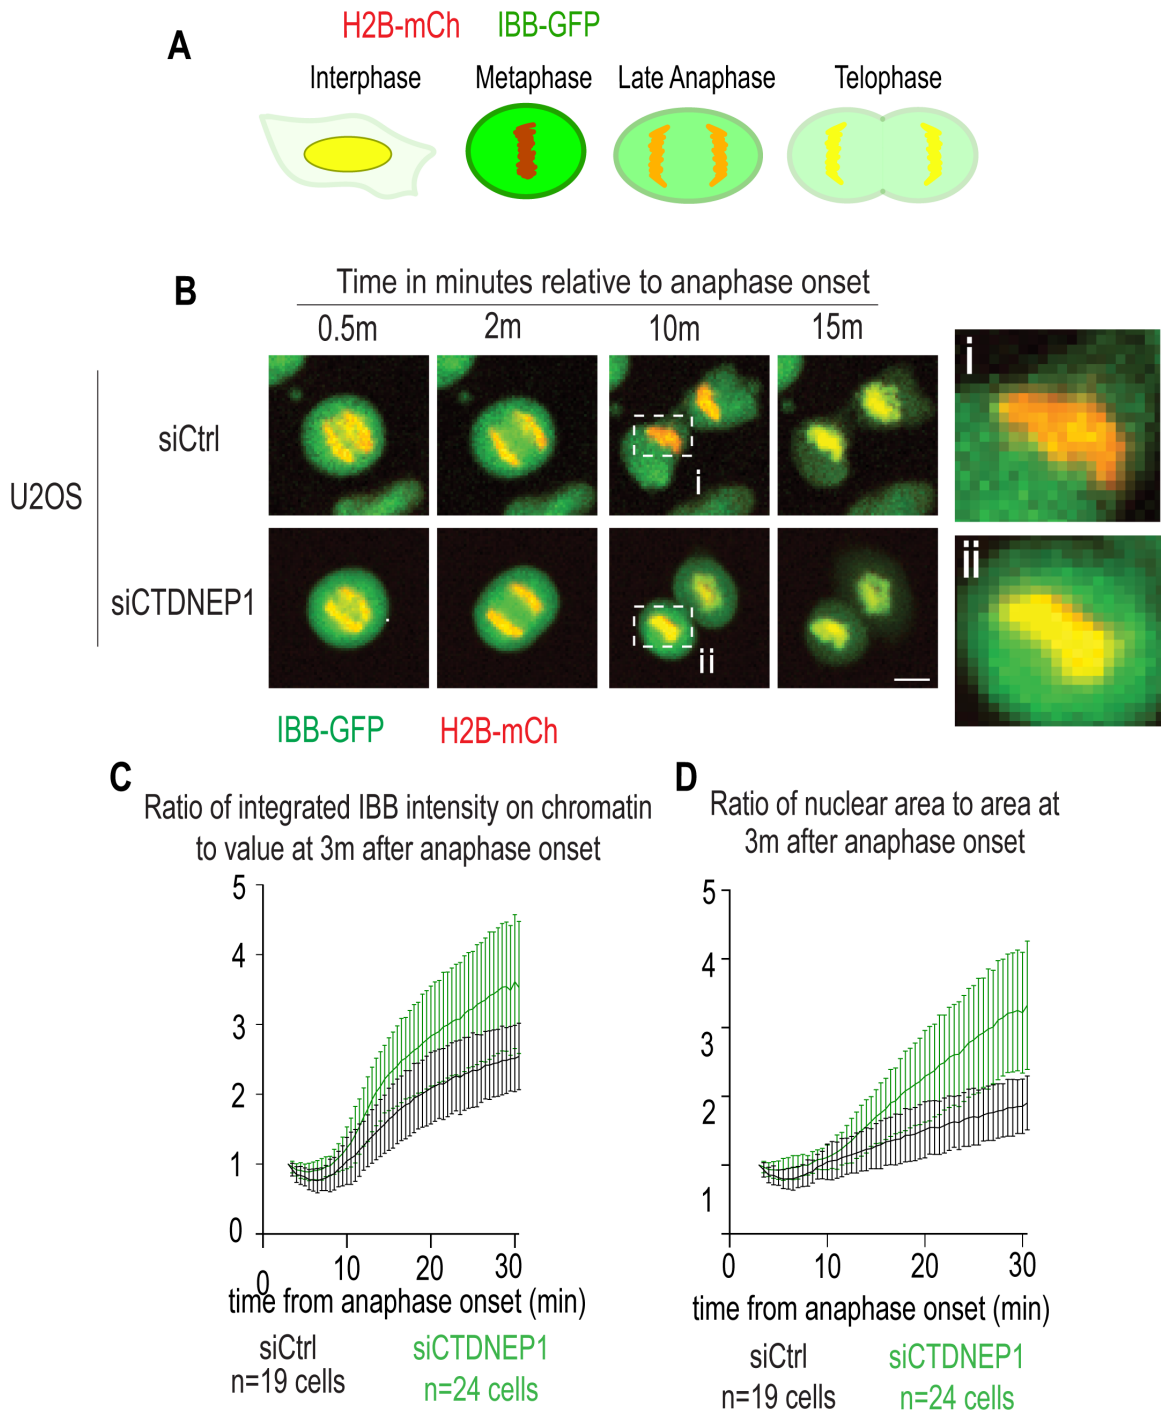 A
H2B-mCh IBB-GFP
Interphase Metaphase Late Anaphase Telophase
B
Time in minutes relative to anaphase onset
0.5m 2m 10m 15m
U2OS
siCtrl
i
i
siCTDNEP1
ii
ii
IBB-GFP H2B-mCh
C
Ratio of integrated IBB intensity on chromatin
to value at 3m after anaphase onset
5
4
3
2
1
0
0 10 20 30
time from anaphase onset (min)
siCtrl siCTDNEP1
n=19 cells n=24 cells
D
Ratio of nuclear area to area at
3m after anaphase onset
5
4
3
2
1
0 10 20 30
time from anaphase onset (min)
siCtrl siCTDNEP1
n=19 cells n=24 cells